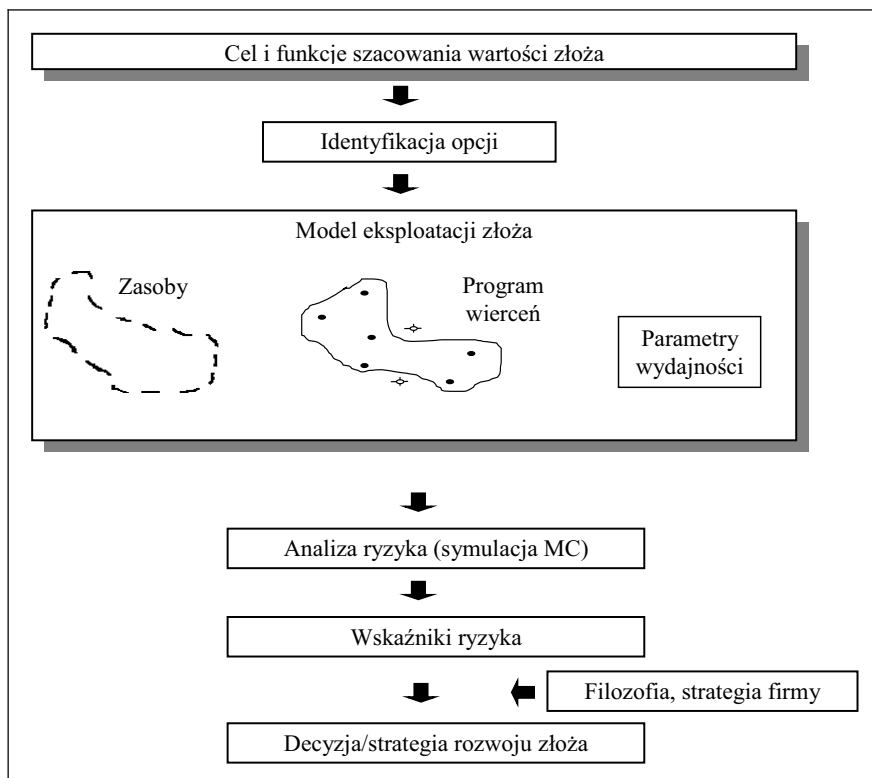 Cel i funkcje szacowania wartości złoża
Identyfikacja opcji
Model eksploatacji złoża
Zasoby
Program
wierceń
Parametry
wydajności
Analiza ryzyka (symulacja MC)
Wskaźniki ryzyka
Filozofia, strategia firmy
Decyzja/strategia rozwoju złoża